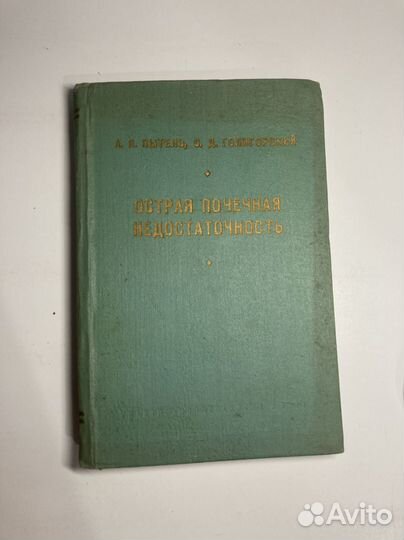 А. Я. ПЫТЕЛЬ, С. Д. ГОЛИГОРСКИЙ
ОСТРАЯ ПОЧЕЧНАЯ
НЕДОСТАТОЧНОСТЬ
Avito